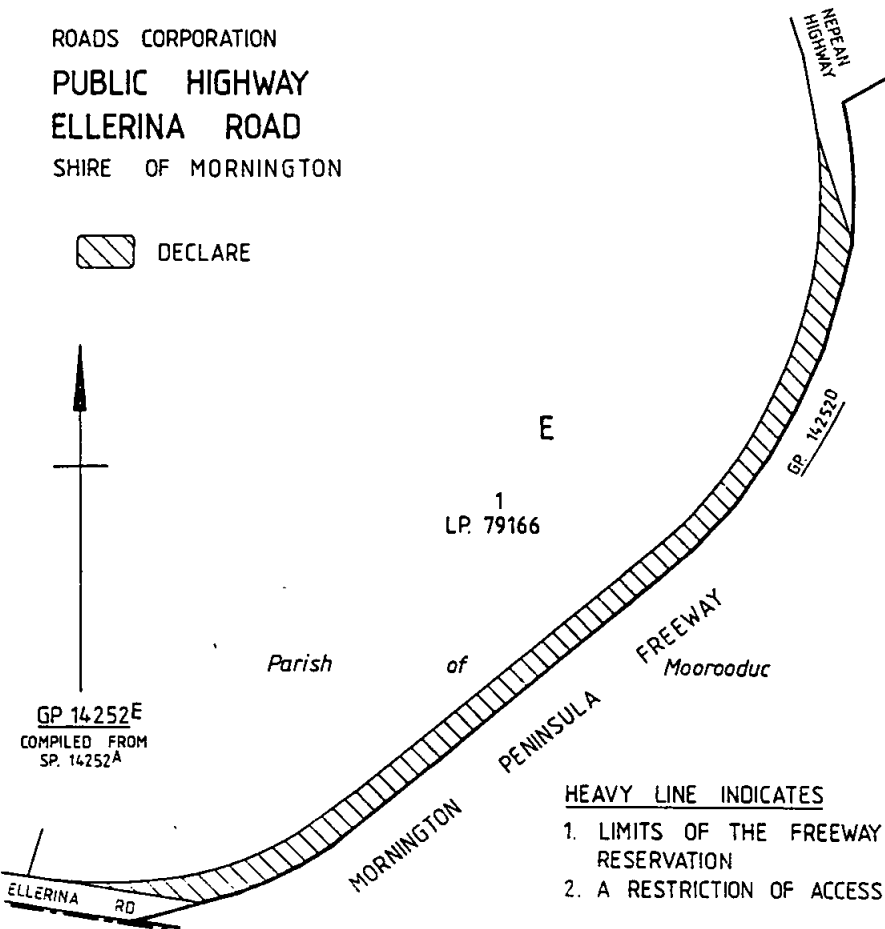 ROADS CORPORATION
PUBLIC HIGHWAY
ELLERINA ROAD
SHIRE OF MORNINGTON
DECLARE
NEPEAN
HIGHWAY
GP. 14252D
E
1
LP. 79166
FREEWAY
Parish of Moorooduc
PENINSULA
MORNINGTON
GP 14252E
COMPILED FROM
SP. 14252A
HEAVY LINE INDICATES
1. LIMITS OF THE FREEWAY
RESERVATION
2. A RESTRICTION OF ACCESS
ELLERINA RD